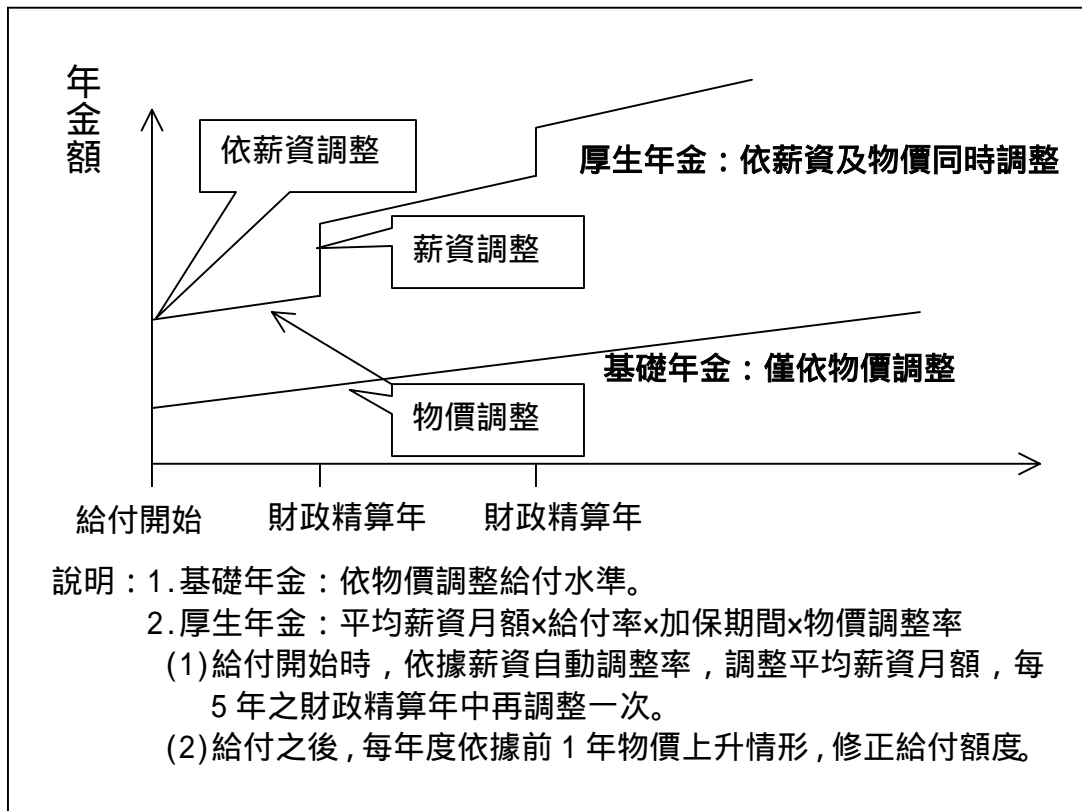 年金額
依薪資調整
厚生年金：依薪資及物價同時調整
薪資調整
基礎年金：僅依物價調整
物價調整
給付開始
財政精算年
財政精算年
說明：1.基礎年金：依物價調整給付水準。
2.厚生年金：平均薪資月額×給付率×加保期間×物價調整率
(1)給付開始時，依據薪資自動調整率，調整平均薪資月額，每
5 年之財政精算年中再調整一次。
(2)給付之後，每年度依據前 1 年物價上升情形，修正給付額度。